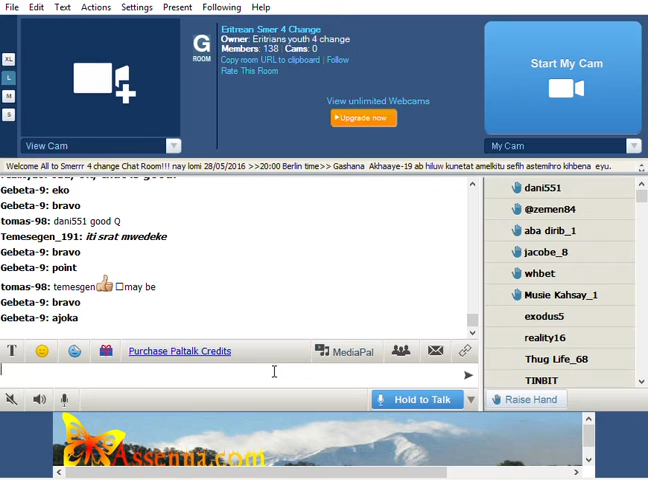 File Edit Text Actions Settings Present Following Help
XL
L
M
S
View Cam
G
ROOM
Eritrean Smer 4 Change
Owner: Eritrians youth 4 change
Members: 138 | Cams: 0
Copy room URL to clipboard | Follow
Rate This Room
View unlimited Webcams
Upgrade now
Start My Cam
My Cam
Welcome All to Smerrr 4 change Chat Room!!! nay lomi 28/05/2016 >>20:00 Berlin time>> Gashana Akhaaye-19 ab hiluw kunetat amelkitu sefih astemihro kihbena eyu.
Gebeta-9: eko
Gebeta-9: bravo
tomas-98: dani551 good Q
Temesegen_191: iti srat mwedeke
Gebeta-9: bravo
Gebeta-9: point
tomas-98: temesgen may be
Gebeta-9: bravo
Gebeta-9: ajoka
dani551
@zemen84
aba dirib_1
jacobe_8
whbet
Musie Kahsay_1
exodus5
reality16
Thug Life_68
TINBIT
T Purchase Paltalk Credits MediaPal
Hold to Talk
Raise Hand
Assenna.com